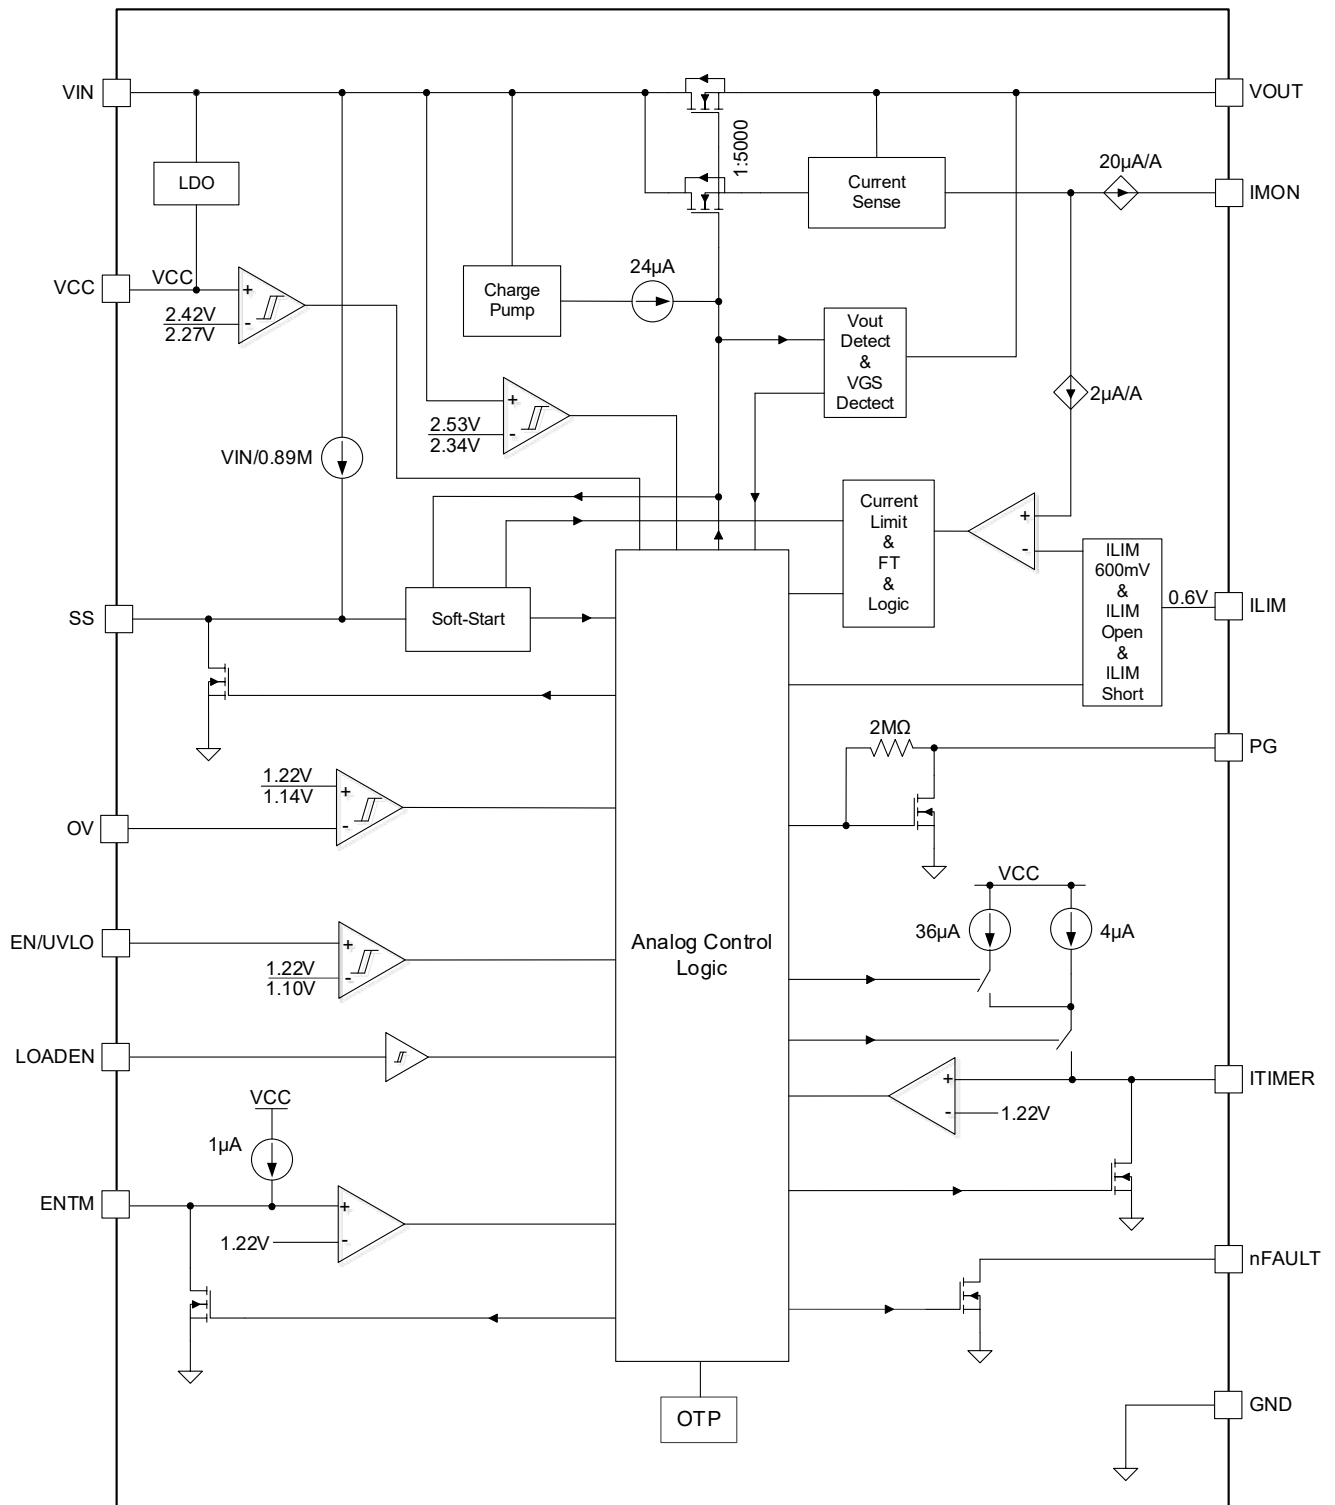 VIN
VOUT
1:5000
LDO
Current
Sense
20µA/A
IMON
VCC
VCC
+
-
2.42V
2.27V
Charge
Pump
24µA
Vout
Detect
&
VGS
Dectect
2µA/A
+
-
2.53V
2.34V
VIN/0.89M
Current
Limit
&
FT
&
Logic
+
-
ILIM
600mV
&
ILIM
Open
&
ILIM
Short
0.6V
ILIM
SS
Soft-Start
2MΩ
PG
1.22V
1.14V
+
-
OV
VCC
36µA
4µA
EN/UVLO
+
-
1.22V
1.10V
Analog Control
Logic
LOADEN
VCC
1µA
+
-
1.22V
ITIMER
ENTM
+
-
1.22V
nFAULT
OTP
GND